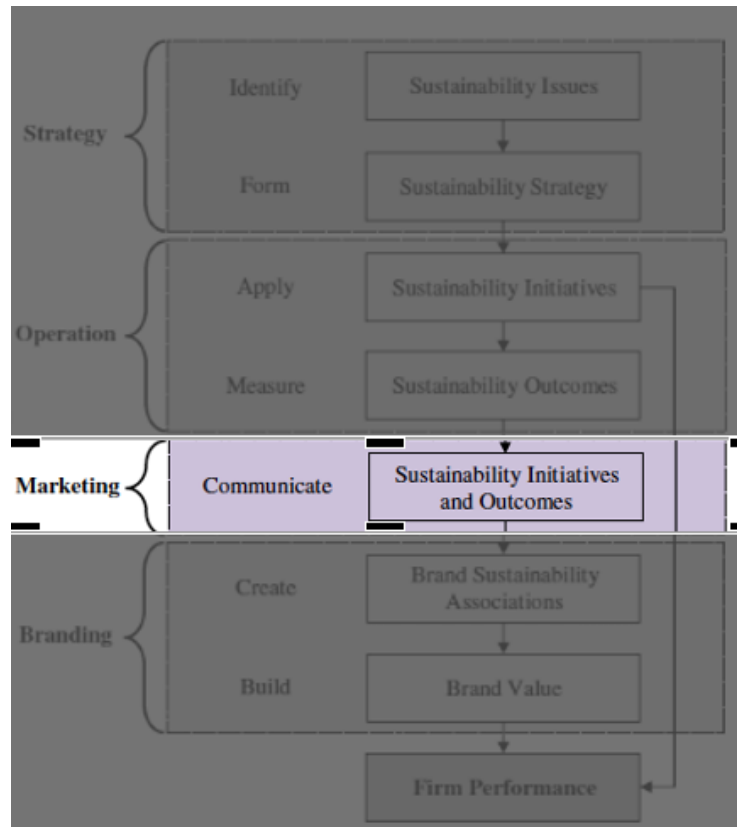 Identify Sustainability Issues
Strategy
Form Sustainability Strategy
Apply Sustainability Initiatives
Operation
Measure Sustainability Outcomes
Marketing Communicate Sustainability Initiatives
and Outcomes
Create Brand Sustainability
Associations
Branding
Build Brand Value
Firm Performance